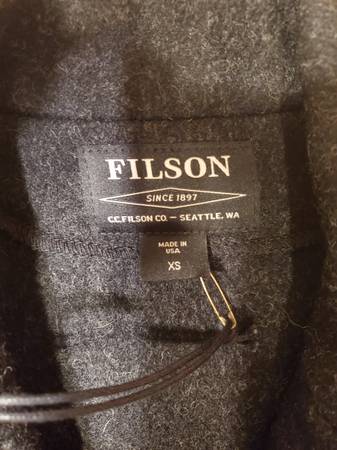 FILSON
SINCE 1897
C.C.FILSON CO. – SEATTLE, WA
MADE IN
USA
XS